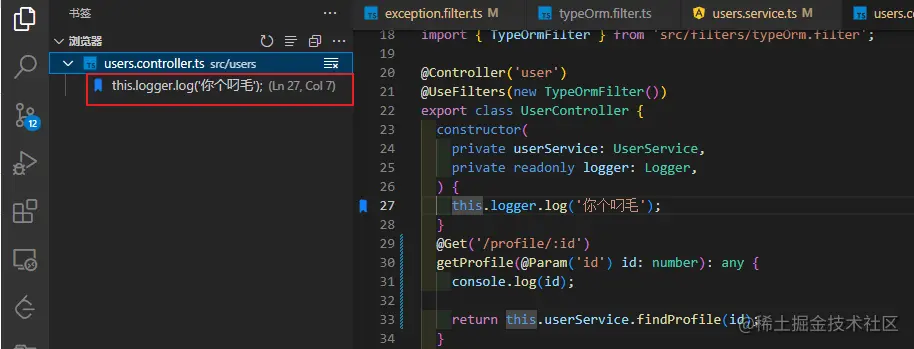 书签
exception.filter.ts M
typeOrm.filter.ts
users.service.ts M
users.co
浏览器
users.controller.ts src/users
this.logger.log('你个叼毛'); (Ln 27, Col 7)
12
18 import { TypeOrmFilter } from 'src/filters/typeOrm.filter';
19
20 @Controller('user')
21 @UseFilters(new TypeOrmFilter())
22 export class UserController {
23 constructor(
24 private userService: UserService,
25 private readonly logger: Logger,
26 ) {
27 this.logger.log('你个叼毛');
28 }
29 @Get('/profile/:id')
30 getProfile(@Param('id') id: number): any {
31 console.log(id);
32
33 return this.userService.findProfile(id);
34 }
@稀土掘金技术社区